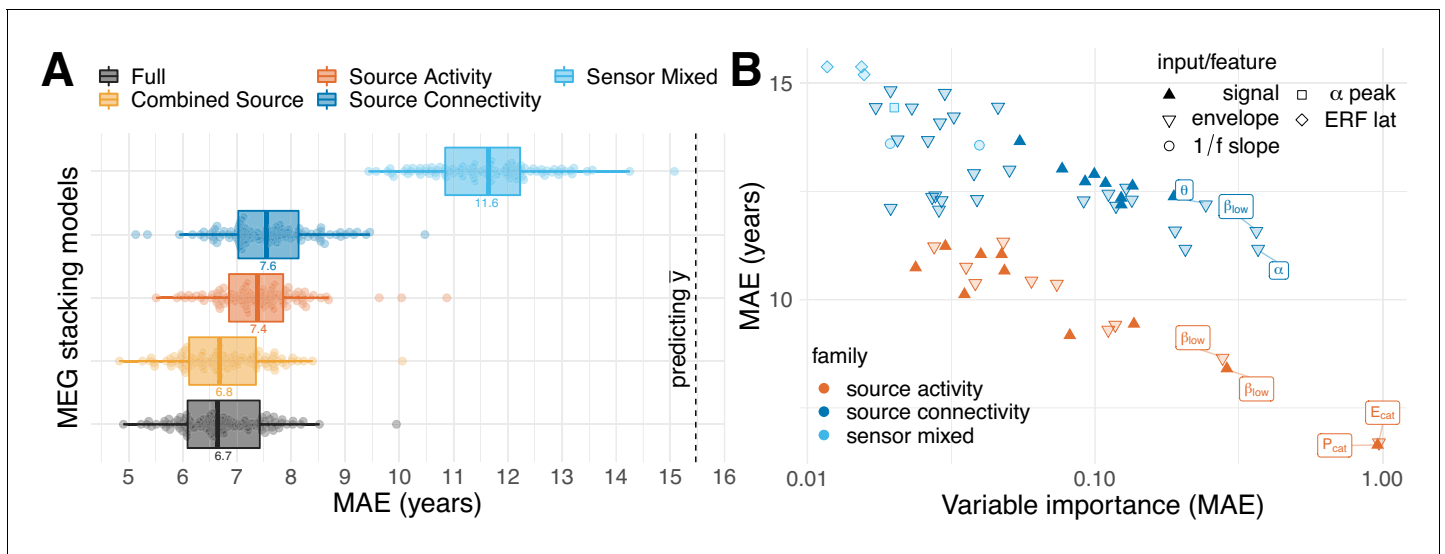 A
Full
Source Activity
Sensor Mixed
Combined Source
Source Connectivity
MEG stacking models
11.6
7.6
7.4
6.8
6.7
predicting y̅
5 6 7 8 9 10 11 12 13 14 15 16
MAE (years)
B
input/feature
signal
α peak
envelope
ERF lat
1/f slope
MAE (years)
15
10
θ
βlow
α
βlow
βlow
Ecat
Pcat
family
source activity
source connectivity
sensor mixed
0.01 0.10 1.00
Variable importance (MAE)